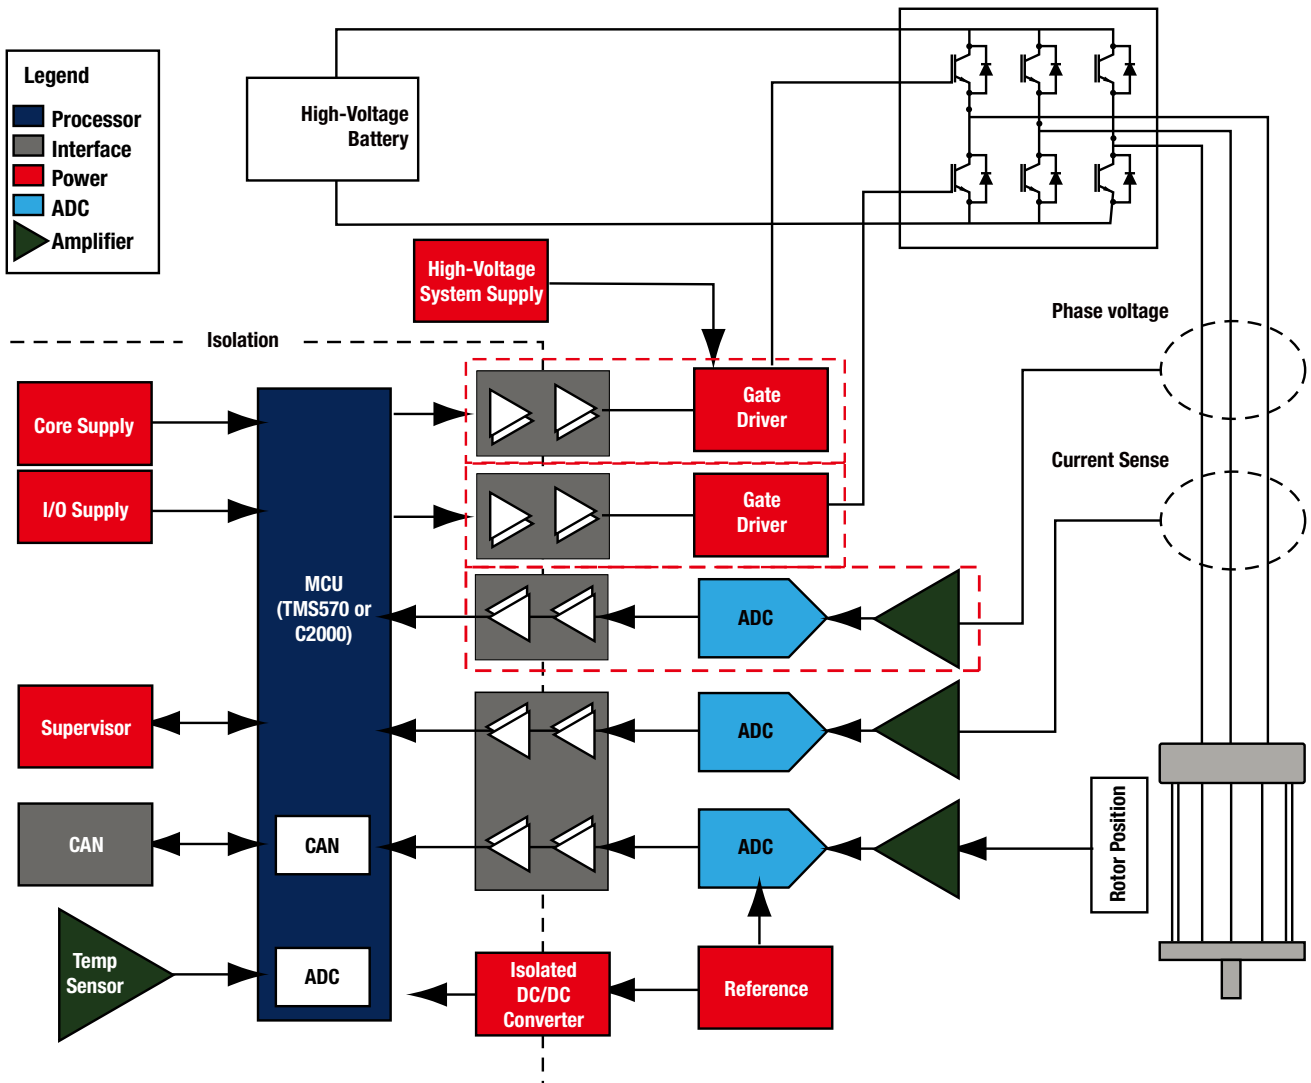 Legend
Processor
Interface
Power
ADC
Amplifier
High-Voltage
Battery
High-Voltage
System Supply
Phase voltage
Isolation
Core Supply
Gate
Driver
Current Sense
I/O Supply
Gate
Driver
MCU
(TMS570 or
C2000)
ADC
Supervisor
ADC
CAN
CAN
ADC
Rotor Position
Temp
Sensor
ADC
Isolated
DC/DC
Converter
Reference